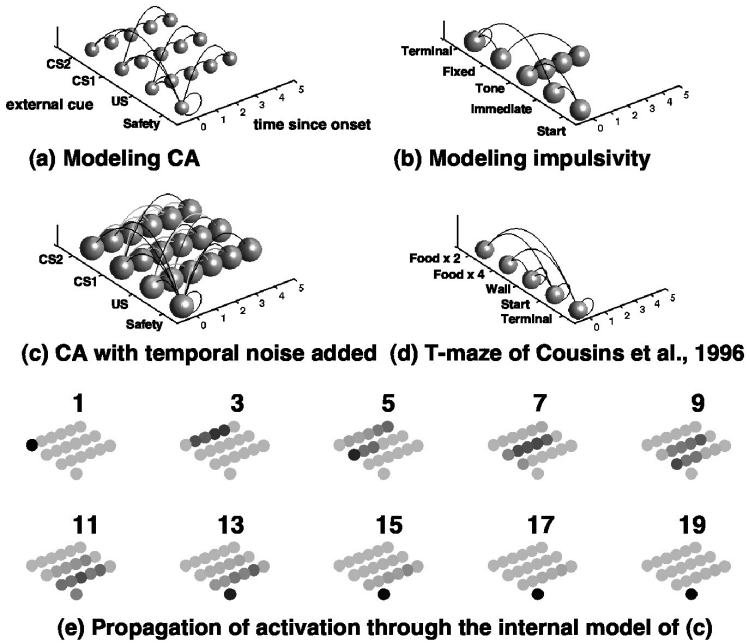 CS2
CS1
US
Safety
external cue
0 1 2 3 4 5
time since onset
(a) Modeling CA
Terminal
Fixed
Tone
Immediate
Start
0 1 2 3 4 5
(b) Modeling impulsivity
CS2
CS1
US
Safety
0 1 2 3 4 5
(c) CA with temporal noise added
Food x 2
Food x 4
Wall
Start
Terminal
0 1 2 3 4 5
(d) T-maze of Cousins et al., 1996
1 3 5 7 9
11 13 15 17 19
(e) Propagation of activation through the internal model of (c)